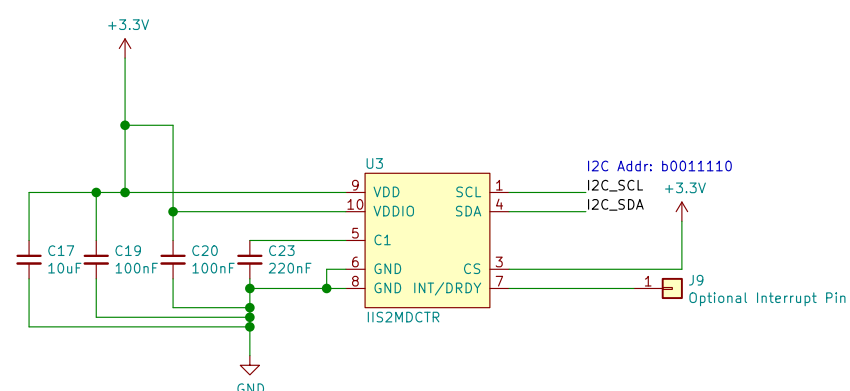 +3.3V
U3
I2C Addr: b0011110
9 VDD SCL 1 I2C_SCL
+3.3V
10 VDDIO SDA 4 I2C_SDA
5 C1
C17 C19 C20 C23
10uF 100nF 100nF 220nF
6 GND CS 3
8 GND INT/DRDY 7 1 J9
Optional Interrupt Pin
IIS2MDCTR
GND